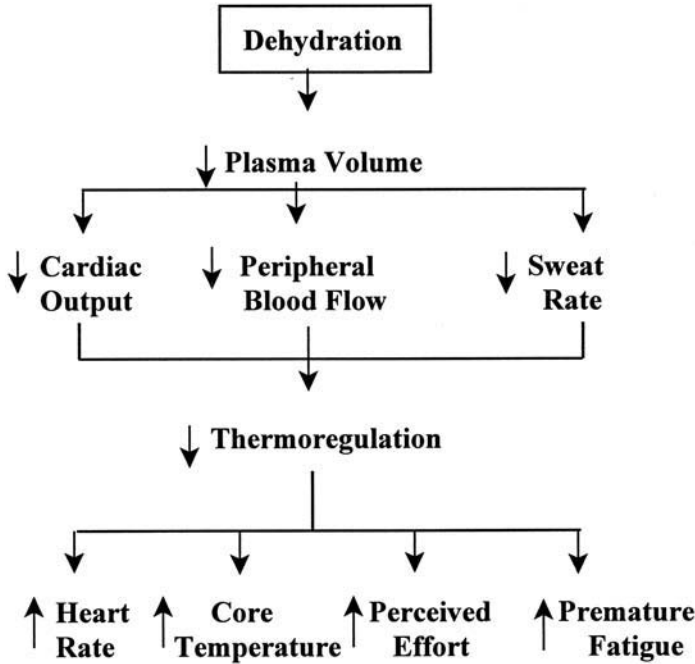 Dehydration
Plasma Volume
Cardiac
Output
Peripheral
Blood Flow
Sweat
Rate
Thermoregulation
Heart
Rate
Core
Temperature
Perceived
Effort
Premature
Fatigue